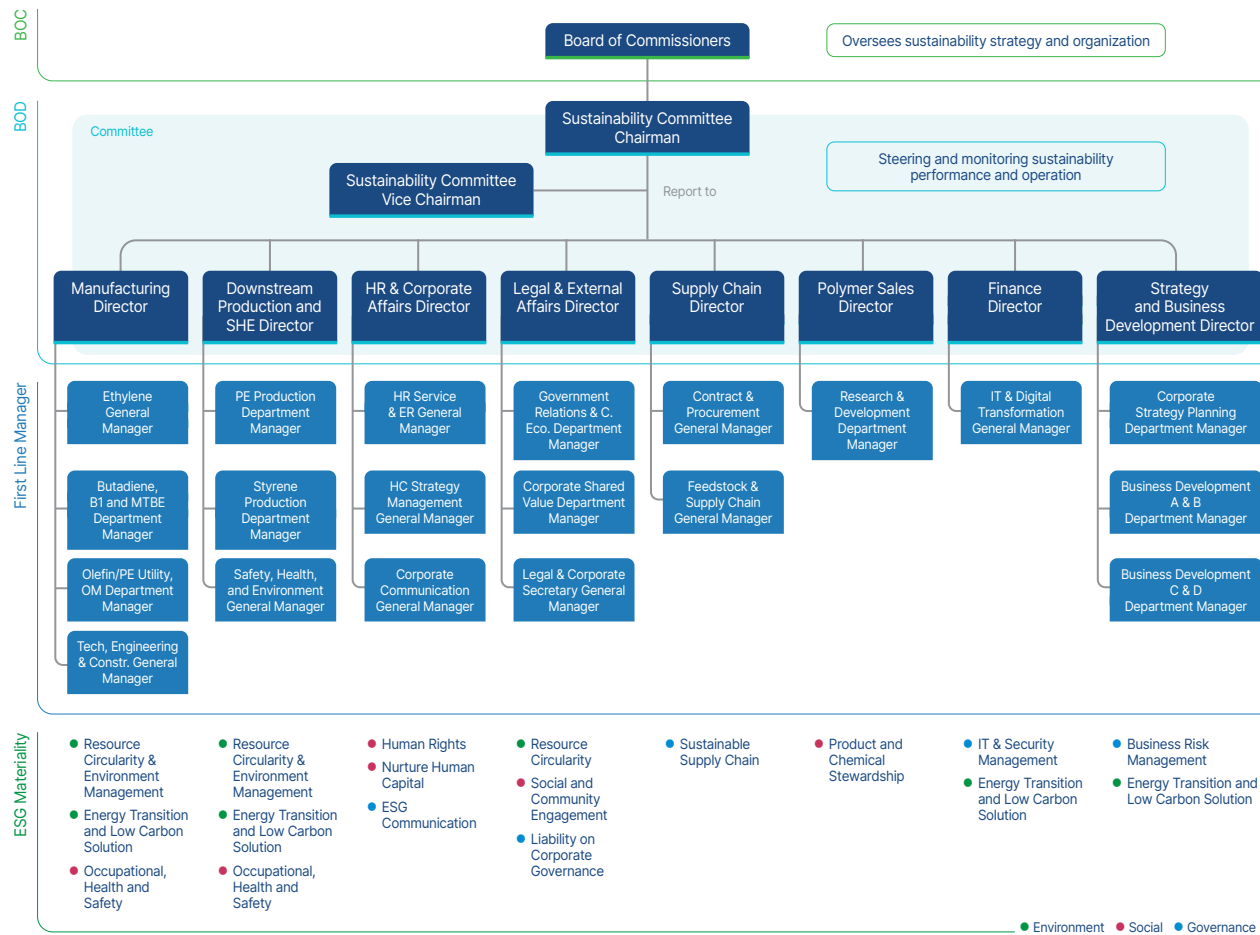 BOC
Board of Commissioners
Oversees sustainability strategy and organization
BOD
Committee
Sustainability Committee
Chairman
Steering and monitoring sustainability
performance and operation
Sustainability Committee
Vice Chairman
Report to
Manufacturing
Director
Downstream
Production and
SHE Director
HR & Corporate
Affairs Director
Legal & External
Affairs Director
Supply Chain
Director
Polymer Sales
Director
Finance
Director
Strategy
and Business
Development Director
First Line Manager
Ethylene
General
Manager
Butadiene,
B1 and MTBE
Department
Manager
Olefin/PE Utility,
OM Department
Manager
Tech, Engineering
& Constr. General
Manager
PE Production
Department
Manager
Styrene
Production
Department
Manager
Safety, Health,
and Environment
General Manager
HR Service
& ER General
Manager
HC Strategy
Management
General Manager
Corporate
Communication
General Manager
Government
Relations & C.
Eco. Department
Manager
Corporate Shared
Value Department
Manager
Legal & Corporate
Secretary General
Manager
Contract &
Procurement
General Manager
Feedstock &
Supply Chain
General Manager
Research &
Development
Department
Manager
IT & Digital
Transformation
General Manager
Corporate
Strategy Planning
Department Manager
Business Development
A & B
Department Manager
Business Development
C & D
Department Manager
ESG Materiality
Resource
Circularity &
Environment
Management
Energy Transition
and Low Carbon
Solution
Occupational,
Health and
Safety
Resource
Circularity &
Environment
Management
Energy Transition
and Low Carbon
Solution
Occupational,
Health and
Safety
Human Rights
Nurture Human
Capital
ESG
Communication
Resource
Circularity
Social and
Community
Engagement
Liability on
Corporate
Governance
Sustainable
Supply Chain
Product and
Chemical
Stewardship
IT & Security
Management
Energy Transition
and Low Carbon
Solution
Business Risk
Management
Energy Transition and
Low Carbon Solution
Environment
Social
Governance